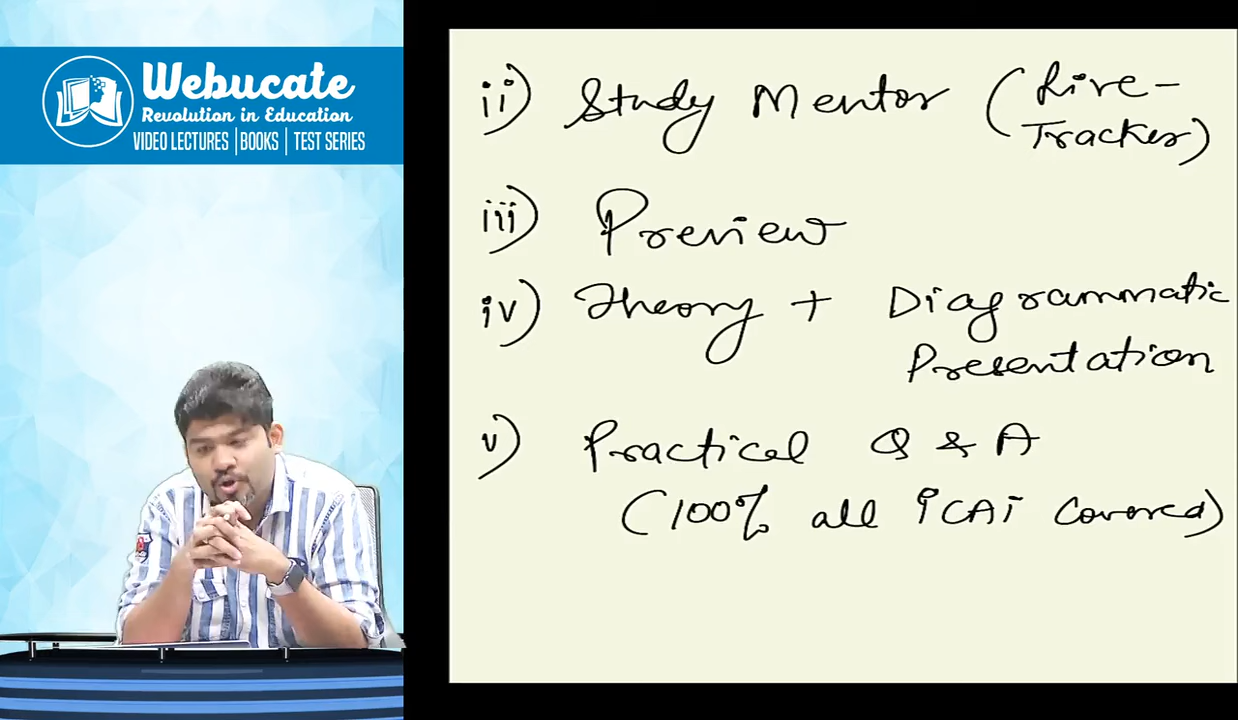 Webucate
Revolution in Education
VIDEO LECTURES | BOOKS | TEST SERIES
ii) Study Mentor (Live-
Tracker)
iii) Preview
iv) Theory + Diagrammatic
Presentation
v) Practical Q & A
(100% all ICAI Covered)